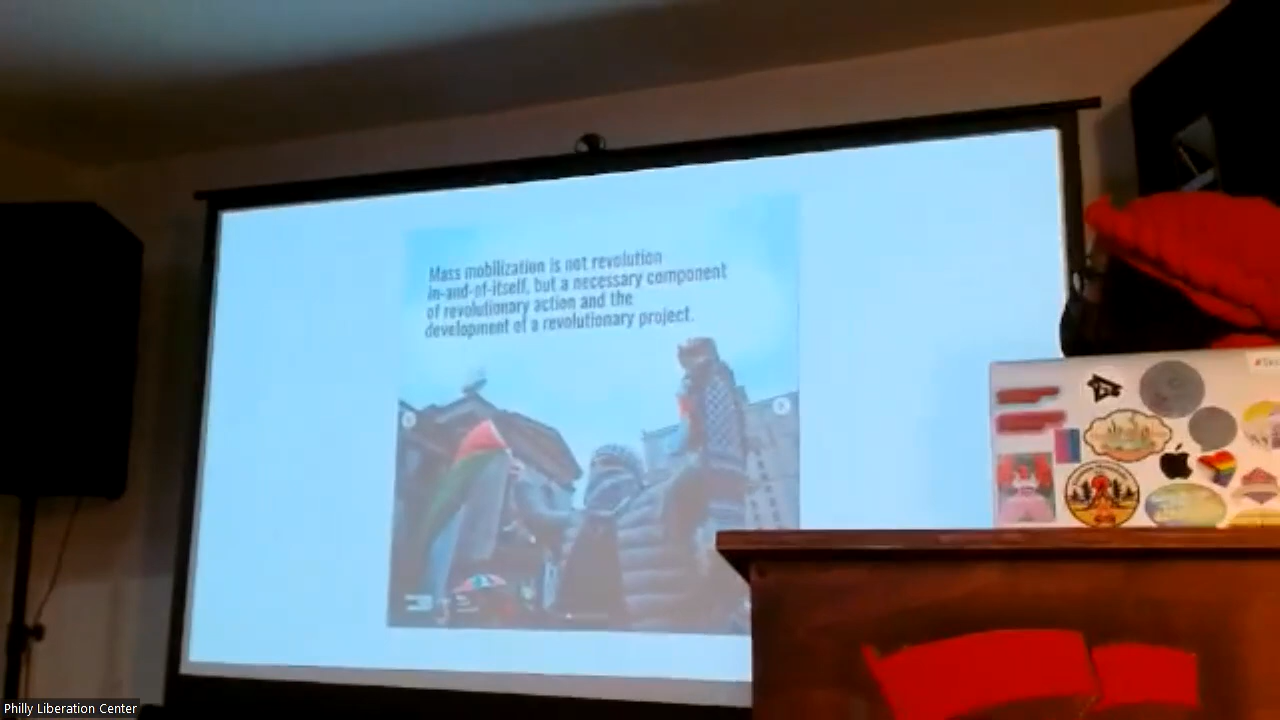 Mass mobilization is not revolution
in-and-of-itself, but a necessary component
of revolutionary action and the
development of a revolutionary project.
Philly Liberation Center